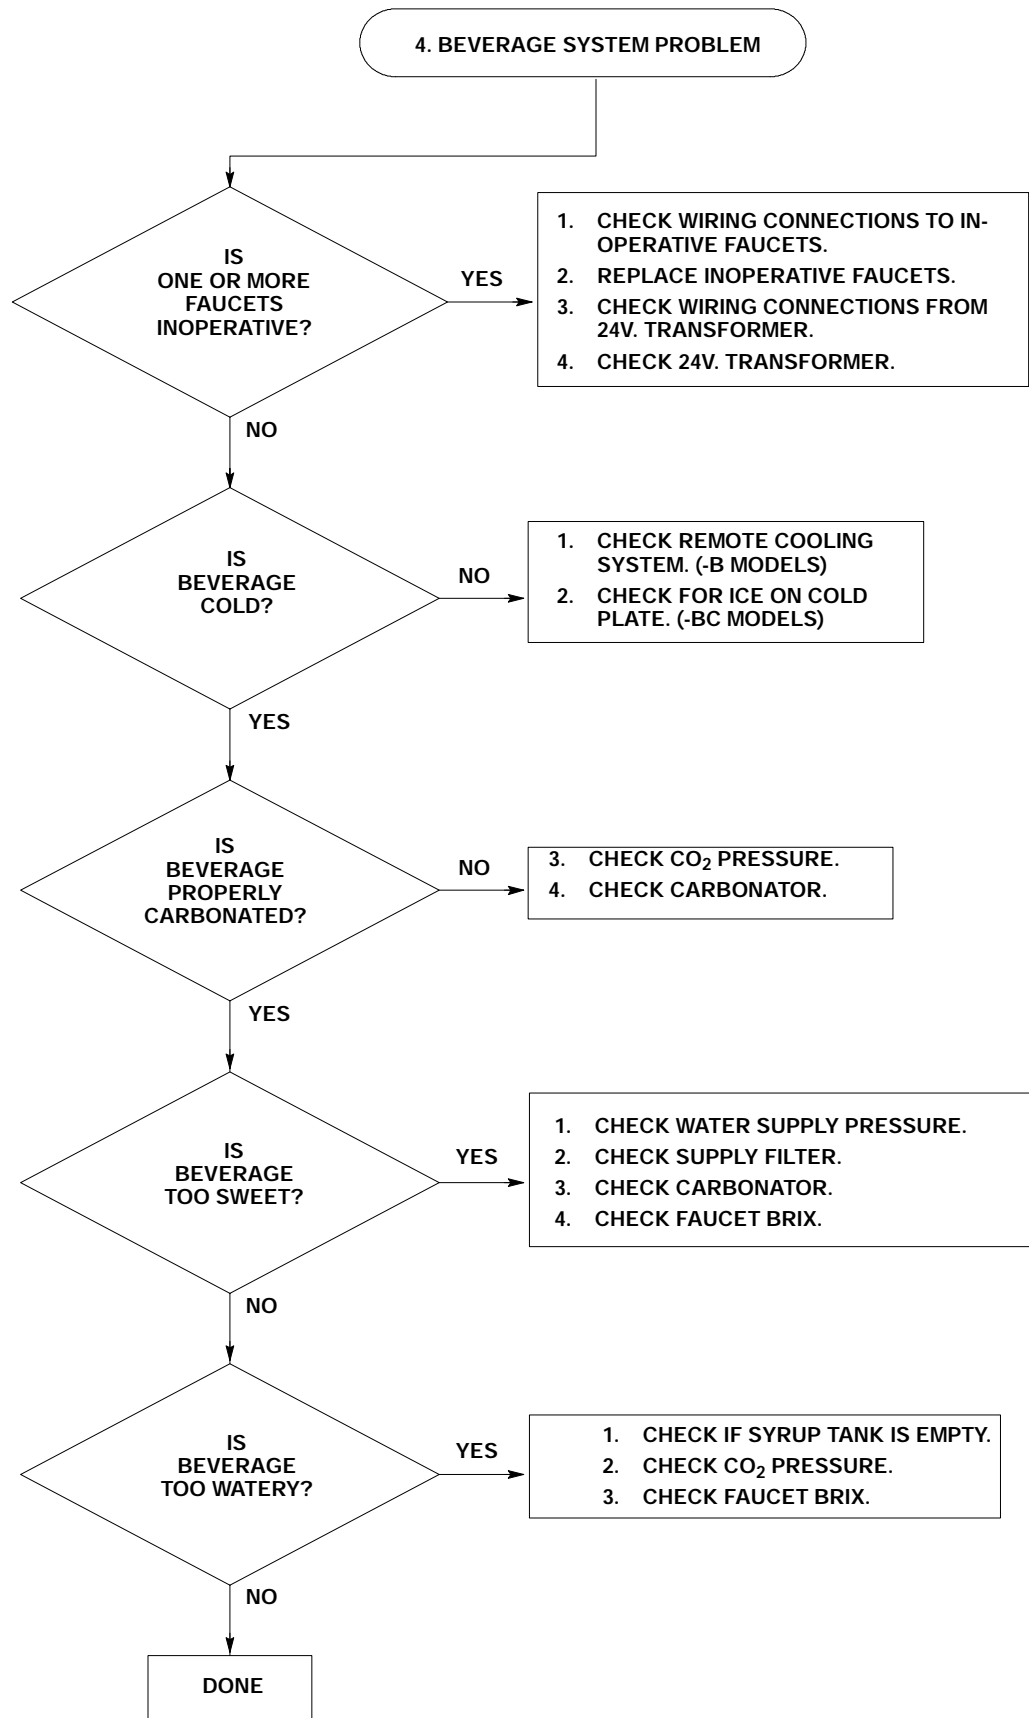 4. BEVERAGE SYSTEM PROBLEM
IS
ONE OR MORE
FAUCETS
INOPERATIVE?
YES
1. CHECK WIRING CONNECTIONS TO IN-
OPERATIVE FAUCETS.
2. REPLACE INOPERATIVE FAUCETS.
3. CHECK WIRING CONNECTIONS FROM
24V. TRANSFORMER.
4. CHECK 24V. TRANSFORMER.
NO
IS
BEVERAGE
COLD?
NO
1. CHECK REMOTE COOLING
SYSTEM. (-B MODELS)
2. CHECK FOR ICE ON COLD
PLATE. (-BC MODELS)
YES
IS
BEVERAGE
PROPERLY
CARBONATED?
NO
3. CHECK CO₂ PRESSURE.
4. CHECK CARBONATOR.
YES
IS
BEVERAGE
TOO SWEET?
YES
1. CHECK WATER SUPPLY PRESSURE.
2. CHECK SUPPLY FILTER.
3. CHECK CARBONATOR.
4. CHECK FAUCET BRIX.
NO
IS
BEVERAGE
TOO WATERY?
YES
1. CHECK IF SYRUP TANK IS EMPTY.
2. CHECK CO₂ PRESSURE.
3. CHECK FAUCET BRIX.
NO
DONE